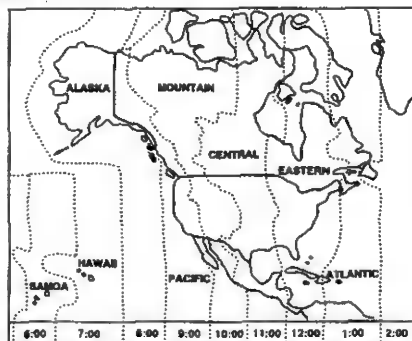 ALASKA
MOUNTAIN
CENTRAL
EASTERN
HAWAII
SAMOA
PACIFIC
ATLANTIC
6:00 7:00 8:00 9:00 10:00 11:00 12:00 1:00 2:00